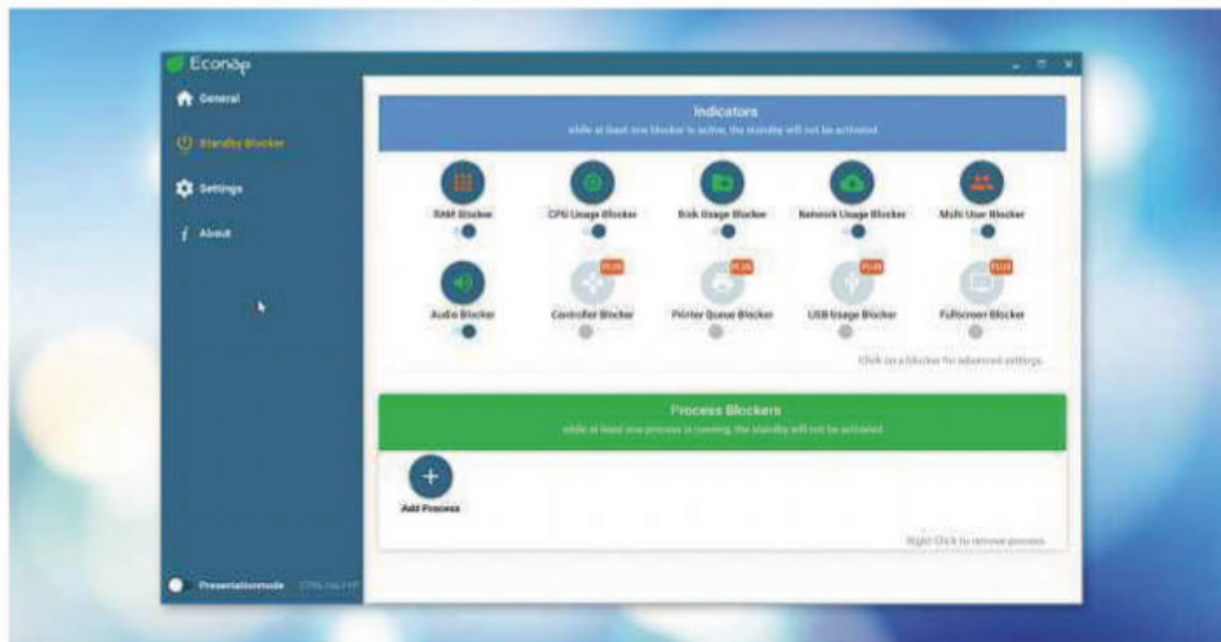 Econap
General
Standby Blocker
Settings
About
Indicators
while at least one blocker is active, the standby will not be activated
RAM Blocker
CPU Usage Blocker
Disk Usage Blocker
Network Usage Blocker
Multi User Blocker
PLUS
PLUS
PLUS
PLUS
Audio Blocker
Controller Blocker
Printer Queue Blocker
USB Usage Blocker
Fullscreen Blocker
Click on a blocker for advanced settings.
Process Blockers
while at least one process is running, the standby will not be activated
Add Process
Right Click to remove process.
Presentationmode